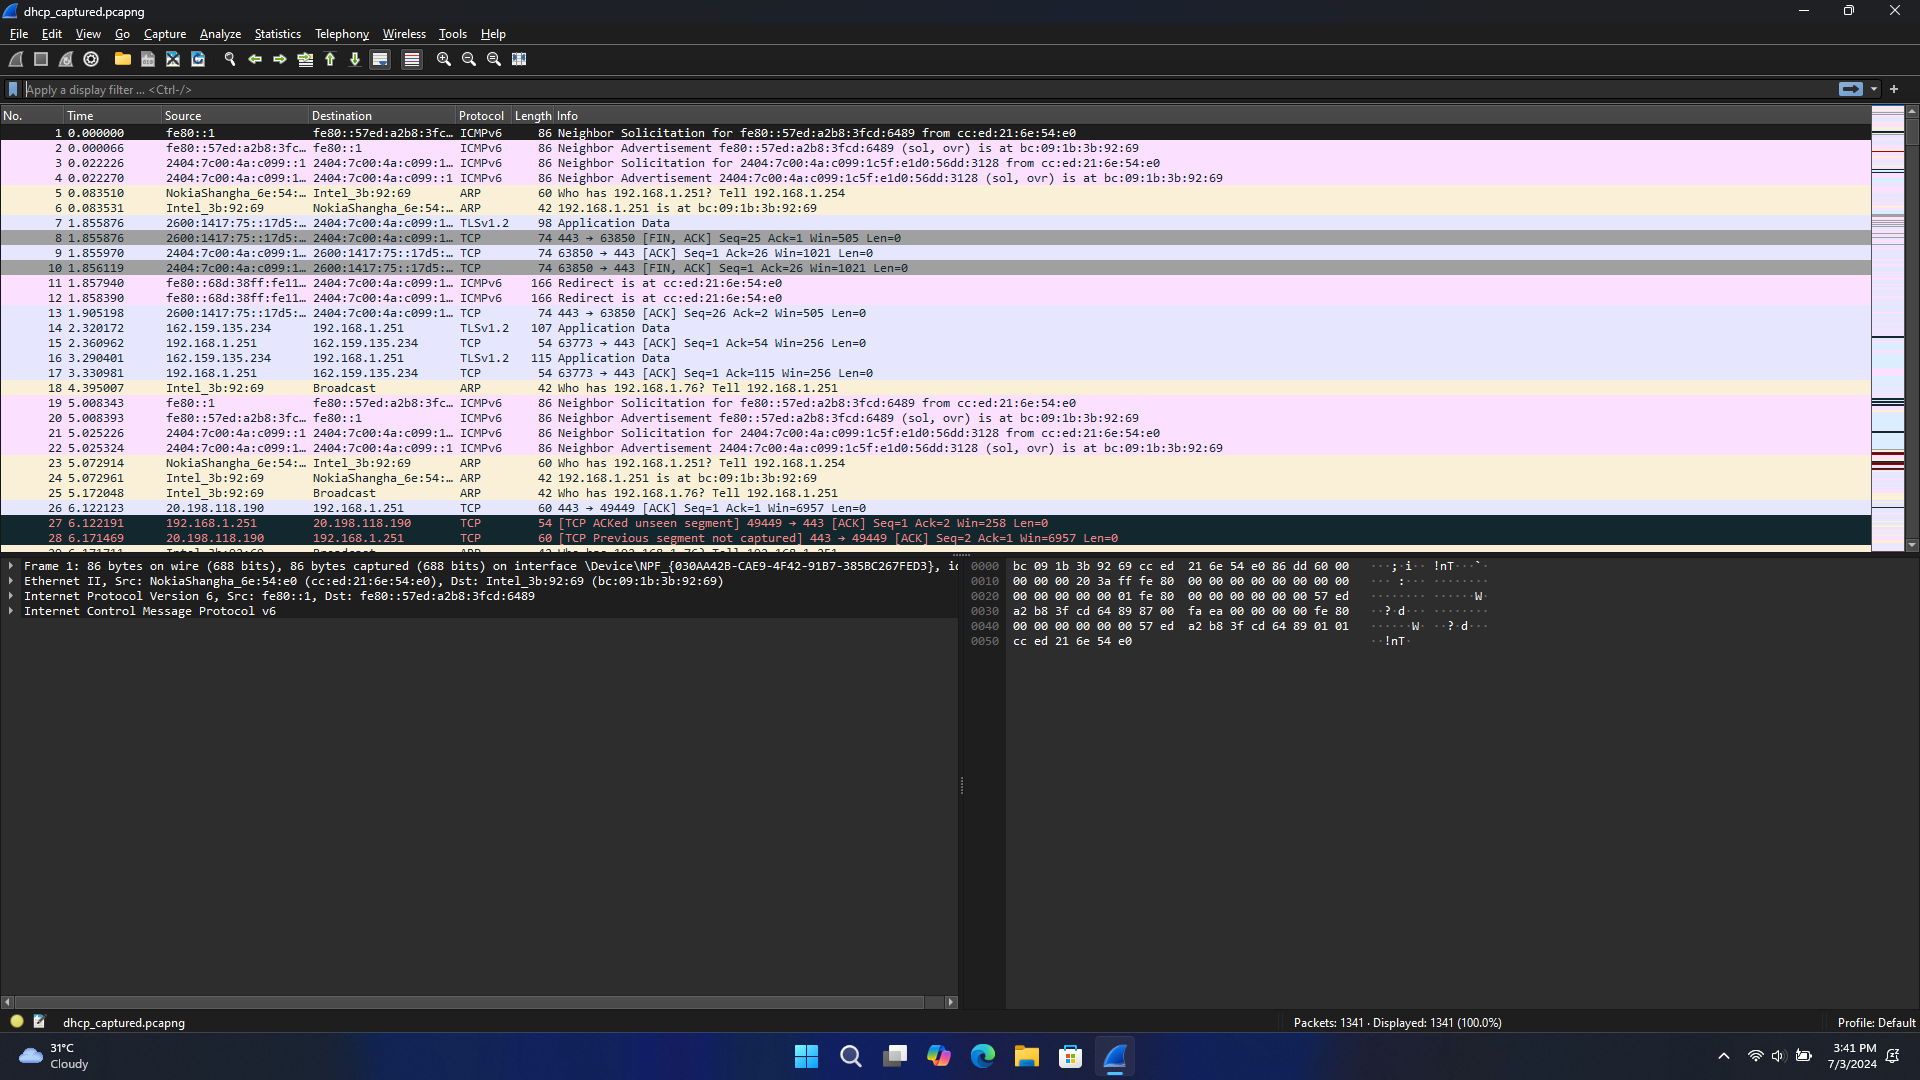 dhcp_captured.pcapng
File Edit View Go Capture Analyze Statistics Telephony Wireless Tools Help
Apply a display filter ... <Ctrl-/>
No. Time Source Destination Protocol Length Info
1 0.000000 fe80::1 fe80::57ed:a2b8:3fc… ICMPv6 86 Neighbor Solicitation for fe80::57ed:a2b8:3fcd:6489 from cc:ed:21:6e:54:e0
2 0.000066 fe80::57ed:a2b8:3fc… fe80::1 ICMPv6 86 Neighbor Advertisement fe80::57ed:a2b8:3fcd:6489 (sol, ovr) is at bc:09:1b:3b:92:69
3 0.022226 2404:7c00:4a:c099::1 2404:7c00:4a:c099:1… ICMPv6 86 Neighbor Solicitation for 2404:7c00:4a:c099:1c5f:e1d0:56dd:3128 from cc:ed:21:6e:54:e0
4 0.022270 2404:7c00:4a:c099:1… 2404:7c00:4a:c099::1 ICMPv6 86 Neighbor Advertisement 2404:7c00:4a:c099:1c5f:e1d0:56dd:3128 (sol, ovr) is at bc:09:1b:3b:92:69
5 0.083510 NokiaShangha_6e:54:… Intel_3b:92:69 ARP 60 Who has 192.168.1.251? Tell 192.168.1.254
6 0.083531 Intel_3b:92:69 NokiaShangha_6e:54:… ARP 42 192.168.1.251 is at bc:09:1b:3b:92:69
7 1.855876 2600:1417:75::17d5:… 2404:7c00:4a:c099:1… TLSv1.2 98 Application Data
8 1.855876 2600:1417:75::17d5:… 2404:7c00:4a:c099:1… TCP 74 443 → 63850 [FIN, ACK] Seq=25 Ack=1 Win=505 Len=0
9 1.855970 2404:7c00:4a:c099:1… 2600:1417:75::17d5:… TCP 74 63850 → 443 [ACK] Seq=1 Ack=26 Win=1021 Len=0
10 1.856119 2404:7c00:4a:c099:1… 2600:1417:75::17d5:… TCP 74 63850 → 443 [FIN, ACK] Seq=1 Ack=26 Win=1021 Len=0
11 1.857940 fe80::68d:38ff:fe11… 2404:7c00:4a:c099:1… ICMPv6 166 Redirect is at cc:ed:21:6e:54:e0
12 1.858390 fe80::68d:38ff:fe11… 2404:7c00:4a:c099:1… ICMPv6 166 Redirect is at cc:ed:21:6e:54:e0
13 1.905198 2600:1417:75::17d5:… 2404:7c00:4a:c099:1… TCP 74 443 → 63850 [ACK] Seq=26 Ack=2 Win=505 Len=0
14 2.320172 162.159.135.234 192.168.1.251 TLSv1.2 107 Application Data
15 2.360962 192.168.1.251 162.159.135.234 TCP 54 63773 → 443 [ACK] Seq=1 Ack=54 Win=256 Len=0
16 3.290401 162.159.135.234 192.168.1.251 TLSv1.2 115 Application Data
17 3.330981 192.168.1.251 162.159.135.234 TCP 54 63773 → 443 [ACK] Seq=1 Ack=115 Win=256 Len=0
18 4.395007 Intel_3b:92:69 Broadcast ARP 42 Who has 192.168.1.76? Tell 192.168.1.251
19 5.008343 fe80::1 fe80::57ed:a2b8:3fc… ICMPv6 86 Neighbor Solicitation for fe80::57ed:a2b8:3fcd:6489 from cc:ed:21:6e:54:e0
20 5.008393 fe80::57ed:a2b8:3fc… fe80::1 ICMPv6 86 Neighbor Advertisement fe80::57ed:a2b8:3fcd:6489 (sol, ovr) is at bc:09:1b:3b:92:69
21 5.025226 2404:7c00:4a:c099::1 2404:7c00:4a:c099:1… ICMPv6 86 Neighbor Solicitation for 2404:7c00:4a:c099:1c5f:e1d0:56dd:3128 from cc:ed:21:6e:54:e0
22 5.025324 2404:7c00:4a:c099:1… 2404:7c00:4a:c099::1 ICMPv6 86 Neighbor Advertisement 2404:7c00:4a:c099:1c5f:e1d0:56dd:3128 (sol, ovr) is at bc:09:1b:3b:92:69
23 5.072914 NokiaShangha_6e:54:… Intel_3b:92:69 ARP 60 Who has 192.168.1.251? Tell 192.168.1.254
24 5.072961 Intel_3b:92:69 NokiaShangha_6e:54:… ARP 42 192.168.1.251 is at bc:09:1b:3b:92:69
25 5.172048 Intel_3b:92:69 Broadcast ARP 42 Who has 192.168.1.76? Tell 192.168.1.251
26 6.122123 20.198.118.190 192.168.1.251 TCP 60 443 → 49449 [ACK] Seq=1 Ack=1 Win=6957 Len=0
27 6.122191 192.168.1.251 20.198.118.190 TCP 54 [TCP ACKed unseen segment] 49449 → 443 [ACK] Seq=1 Ack=2 Win=258 Len=0
28 6.171469 20.198.118.190 192.168.1.251 TCP 60 [TCP Previous segment not captured] 443 → 49449 [ACK] Seq=2 Ack=1 Win=6957 Len=0
29 6.171711 Intel_3b:92:69 Broadcast ARP 42 Who has 192.168.1.76? Tell 192.168.1.251
Frame 1: 86 bytes on wire (688 bits), 86 bytes captured (688 bits) on interface \Device\NPF_{030AA42B-CAE9-4F42-91B7-385BC267FED3}, id
Ethernet II, Src: NokiaShangha_6e:54:e0 (cc:ed:21:6e:54:e0), Dst: Intel_3b:92:69 (bc:09:1b:3b:92:69)
Internet Protocol Version 6, Src: fe80::1, Dst: fe80::57ed:a2b8:3fcd:6489
Internet Control Message Protocol v6
0000 bc 09 1b 3b 92 69 cc ed 21 6e 54 e0 86 dd 60 00 ···;·i·· !nT···`·
0010 00 00 00 20 3a ff fe 80 00 00 00 00 00 00 00 00 ··· :··· ········
0020 00 00 00 00 00 01 fe 80 00 00 00 00 00 00 57 ed ········ ······W·
0030 a2 b8 3f cd 64 89 87 00 fa ea 00 00 00 00 fe 80 ··?·d··· ········
0040 00 00 00 00 00 00 57 ed a2 b8 3f cd 64 89 01 01 ······W· ··?·d···
0050 cc ed 21 6e 54 e0 ··!nT·
dhcp_captured.pcapng
Packets: 1341 · Displayed: 1341 (100.0%)
Profile: Default
31°C
Cloudy
3:41 PM
7/3/2024